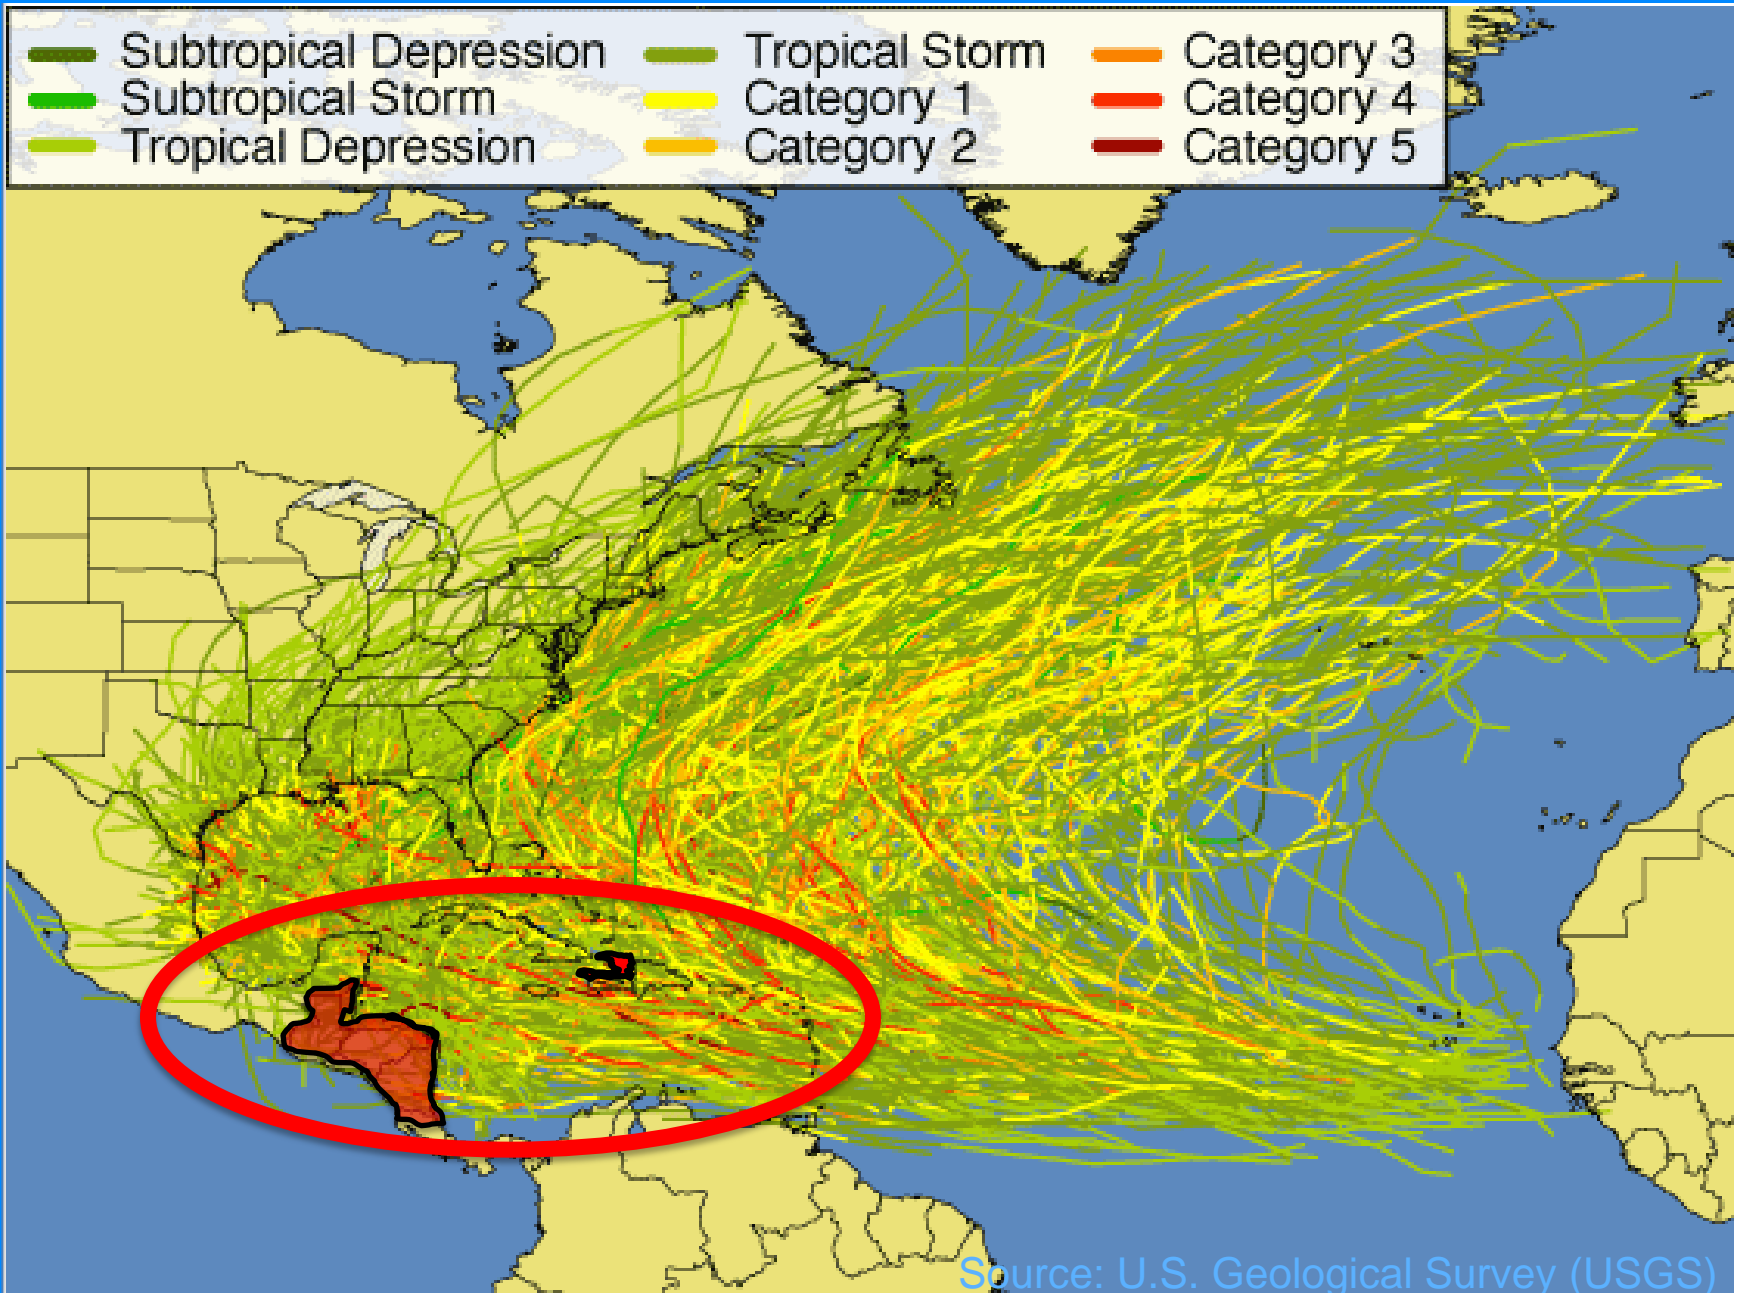 Subtropical Depression
Subtropical Storm
Tropical Depression
Tropical Storm
Category 1
Category 2
Category 3
Category 4
Category 5
Source: U.S. Geological Survey (USGS)